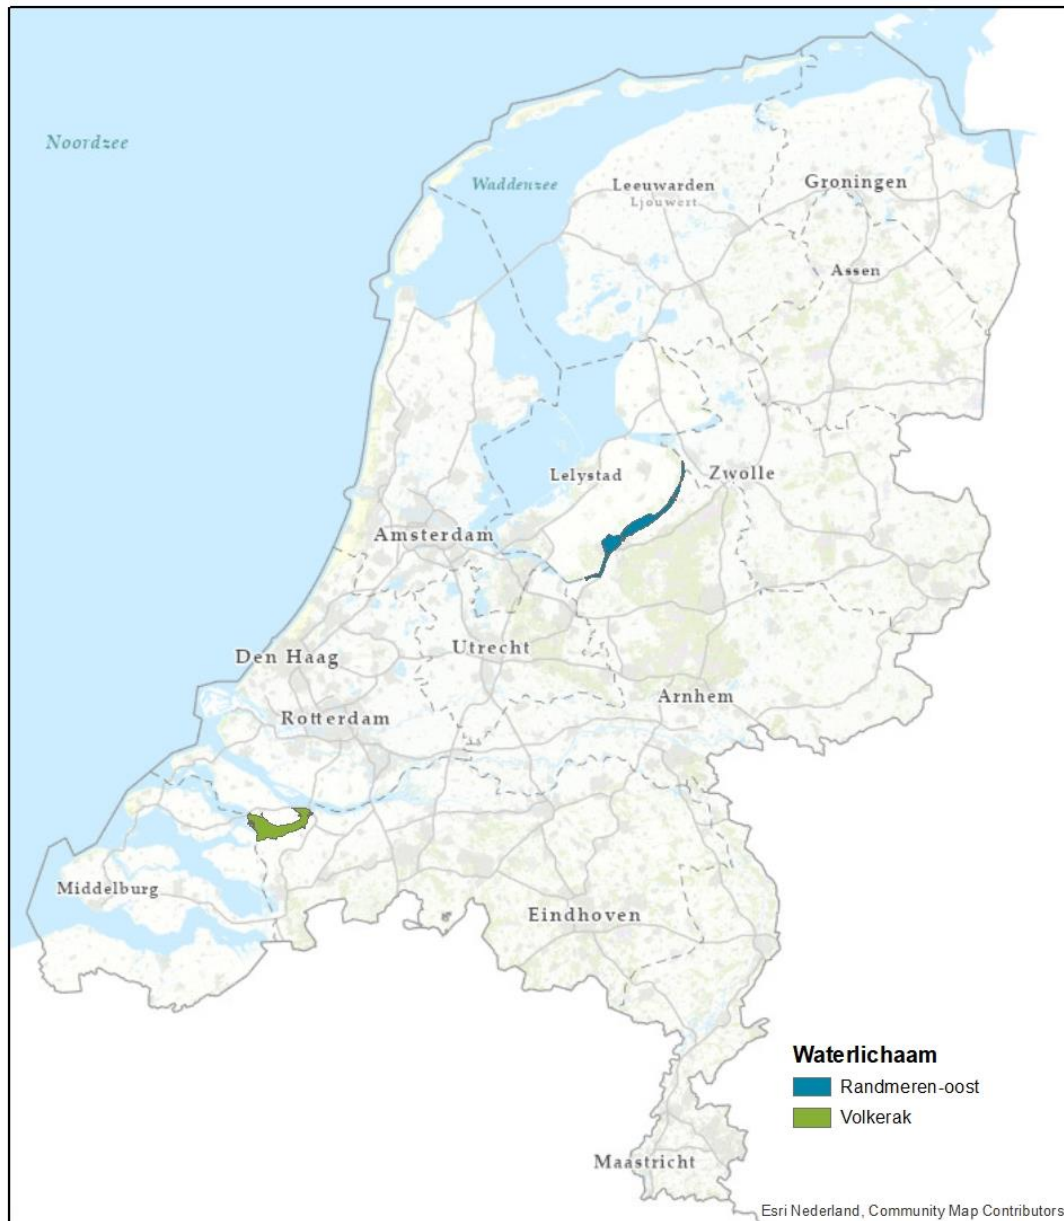 Noordzee
Waddenzee
Leeuwarden
Ljouwert
Groningen
Assen
Lelystad
Zwolle
Amsterdam
Utrecht
Den Haag
Arnhem
Rotterdam
Middelburg
Eindhoven
Maastricht
Waterlichaam
Randmeren-oost
Volkerak
Esri Nederland, Community Map Contributors